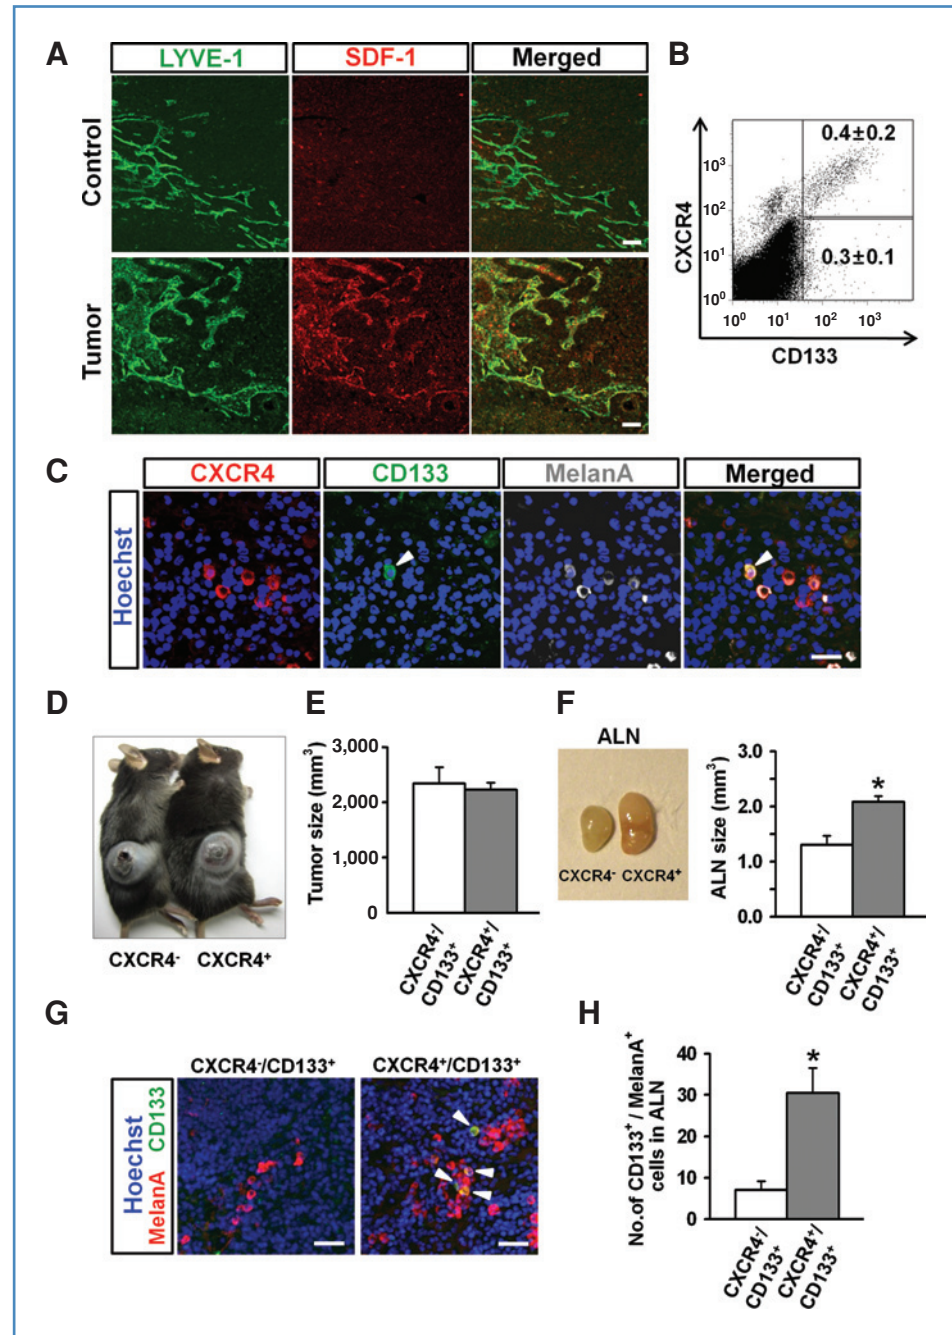 A
LYVE-1 SDF-1 Merged
Control
Tumor
B
CXCR4
10³
10²
10¹
10⁰
0.4±0.2
0.3±0.1
10⁰ 10¹ 10² 10³
CD133
C
CXCR4 CD133 MelanA Merged
Hoechst
D
CXCR4⁻ CXCR4⁺
E
Tumor size (mm³)
3,000
2,000
1,000
0
CXCR4⁻/
CD133⁺
CXCR4⁺/
CD133⁺
F
ALN
CXCR4⁻ CXCR4⁺
ALN size (mm³)
3.0
2.0
1.0
0.0
*
CXCR4⁻/
CD133⁺
CXCR4⁺/
CD133⁺
G
CXCR4⁻/CD133⁺ CXCR4⁺/CD133⁺
Hoechst
MelanA CD133
H
No.of CD133⁺ / MelanA⁺
cells in ALN
40
30
20
10
0
*
CXCR4⁻/
CD133⁺
CXCR4⁺/
CD133⁺